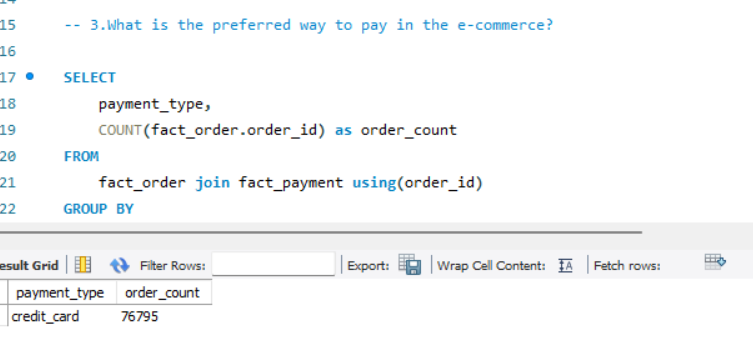 15 -- 3.What is the preferred way to pay in the e-commerce?
16
17 SELECT
18 payment_type,
19 COUNT(fact_order.order_id) as order_count
20 FROM
21 fact_order join fact_payment using(order_id)
22 GROUP BY
esult Grid Filter Rows: Export: Wrap Cell Content: IA Fetch rows:
payment_type order_count
credit_card 76795